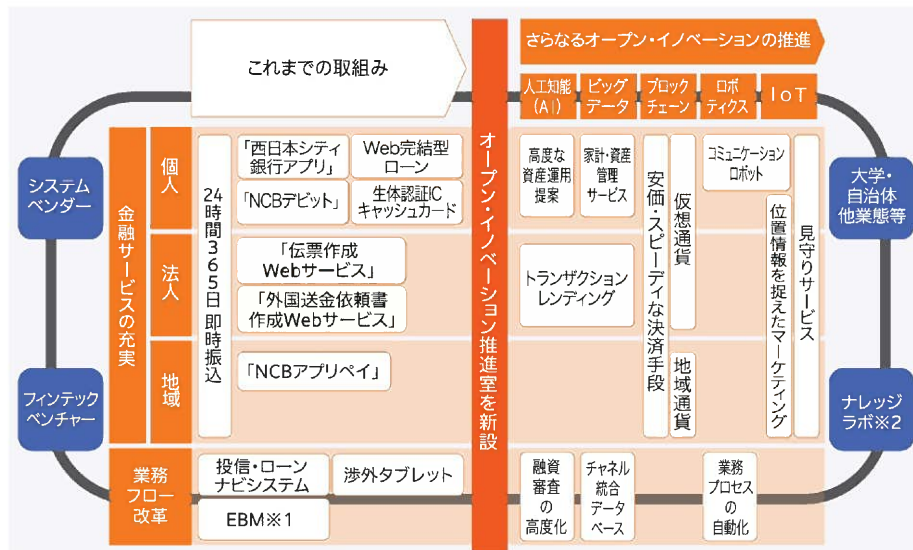 これまでの取組み
さらなるオープン・イノベーションの推進
人工知能
(AI)
ビッグ
データ
ブロック
チェーン
ロボ
ティクス
IoT
システム
ベンダー
フィンテック
ベンチャー
金融サービスの充実
個人
法人
地域
24時間365日 即時振込
「西日本シティ
銀行アプリ」
Web完結型
ローン
「NCBデビット」
生体認証IC
キャッシュカード
「伝票作成
Webサービス」
「外国送金依頼書
作成Webサービス」
「NCBアプリペイ」
オープン・イノベーション推進室を新設
高度な
資産運用
提案
家計・資産
管理
サービス
トランザクション
レンディング
安価・スピーディな決済手段
仮想通貨
地域通貨
コミュニケーション
ロボット
位置情報を捉えたマーケティング
見守りサービス
大学・
自治体
他業態等
ナレッジ
ラボ※2
業務
フロー
改革
投信・ローン
ナビシステム
渉外タブレット
EBM※1
融資
審査
の
高度化
チャネル
統合
データ
ベース
業務
プロセス
の
自動化